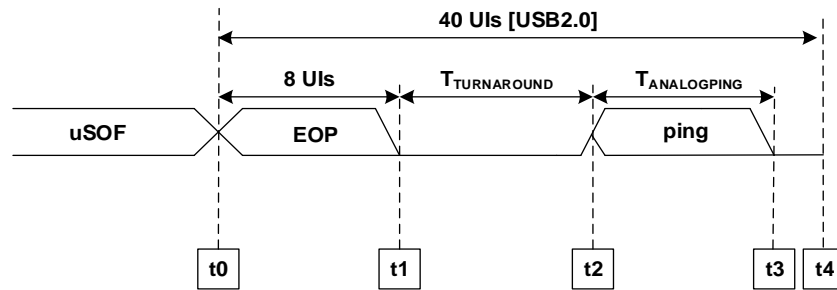 40 UIs [USB2.0]
8 UIs TTURNAROUND TANALOGPING
uSOF EOP ping
t0 t1 t2 t3 t4